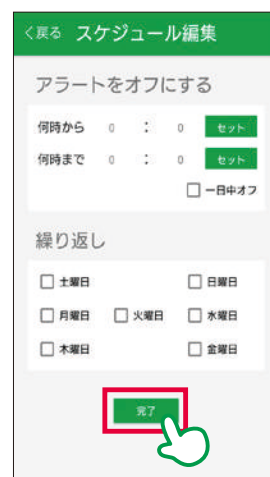 〈戻る スケジュール編集
アラートをオフにする
何時から 0 : 0 セット
何時まで 0 : 0 セット
一日中オフ
繰り返し
土曜日 日曜日
月曜日 火曜日 水曜日
木曜日 金曜日
完了